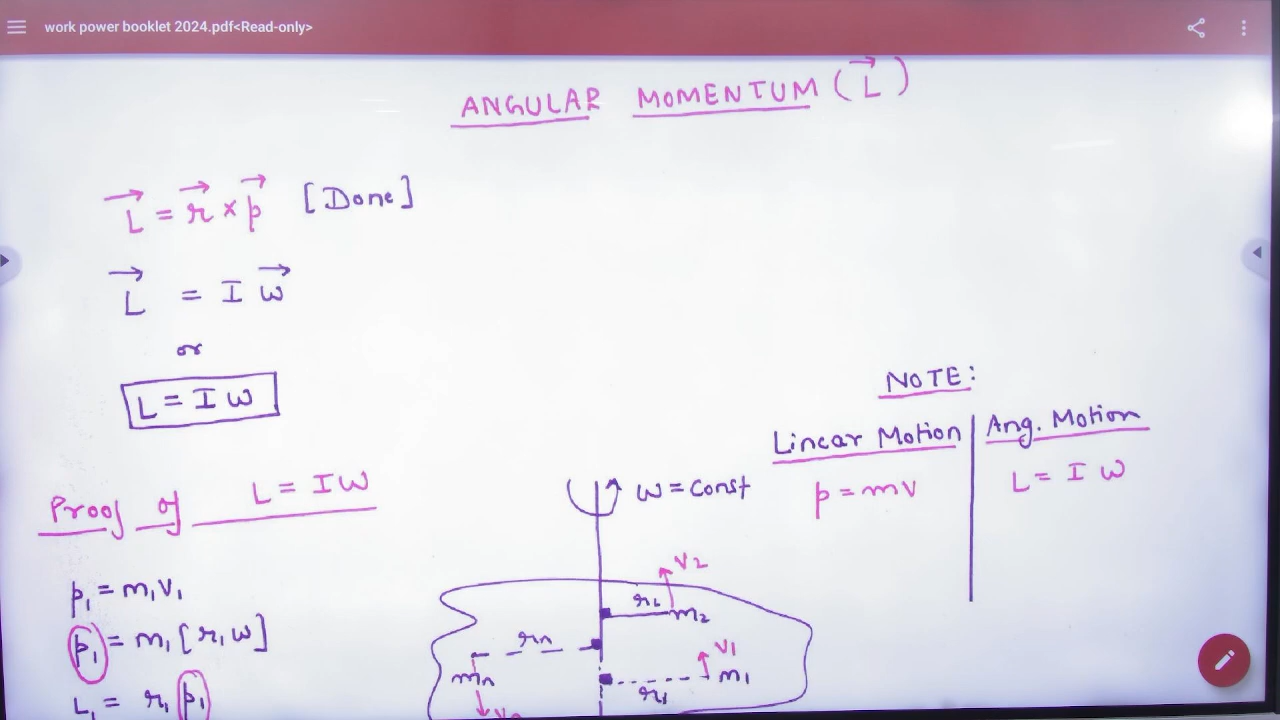 work power booklet 2024.pdf<Read-only>
ANGULAR MOMENTUM (L⃗)
L⃗ = r⃗ × p⃗ [Done]
L⃗ = I ω⃗
or
L = I ω
NOTE:
Linear Motion | Ang. Motion
p = mv | L = I ω
Proof of L = I ω
ω = const
p₁ = m₁v₁
p₁ = m₁ [r₁ω]
L₁ = r₁ p₁
v₂
r₂ m₂
rₙ
v₁
mₙ
r₁ m₁